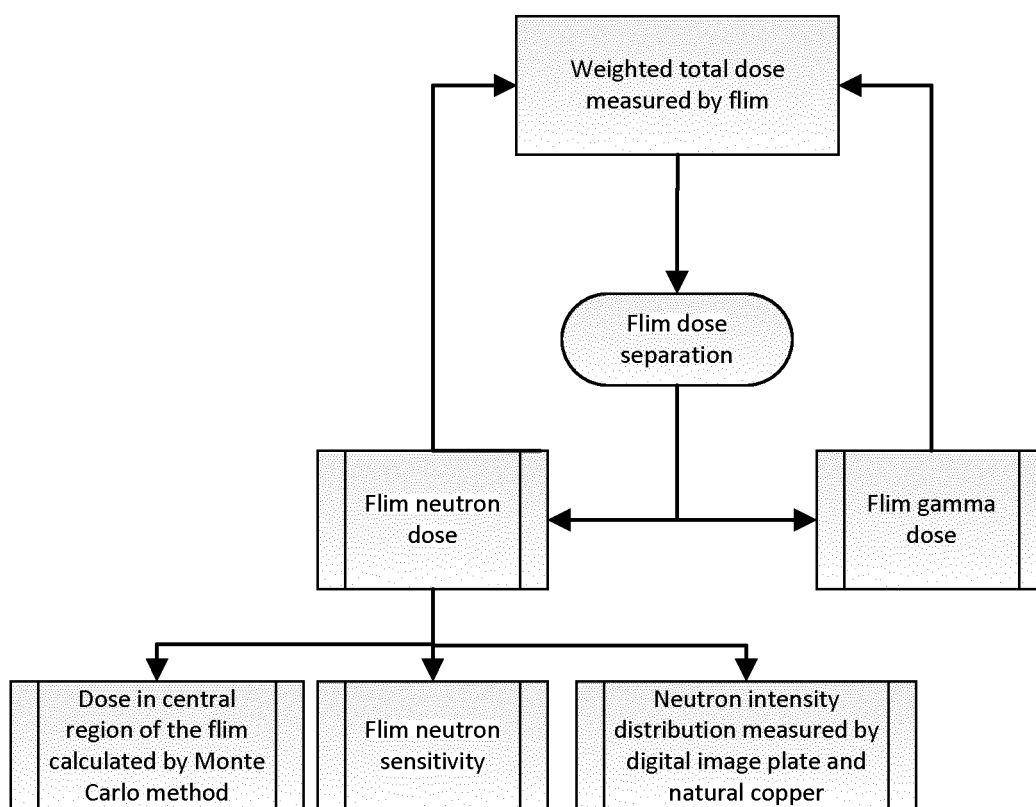 Weighted total dose
measured by flim
Flim dose
separation
Flim neutron
dose
Flim gamma
dose
Dose in central
region of the flim
calculated by Monte
Carlo method
Flim neutron
sensitivity
Neutron intensity
distribution measured by
digital image plate and
natural copper